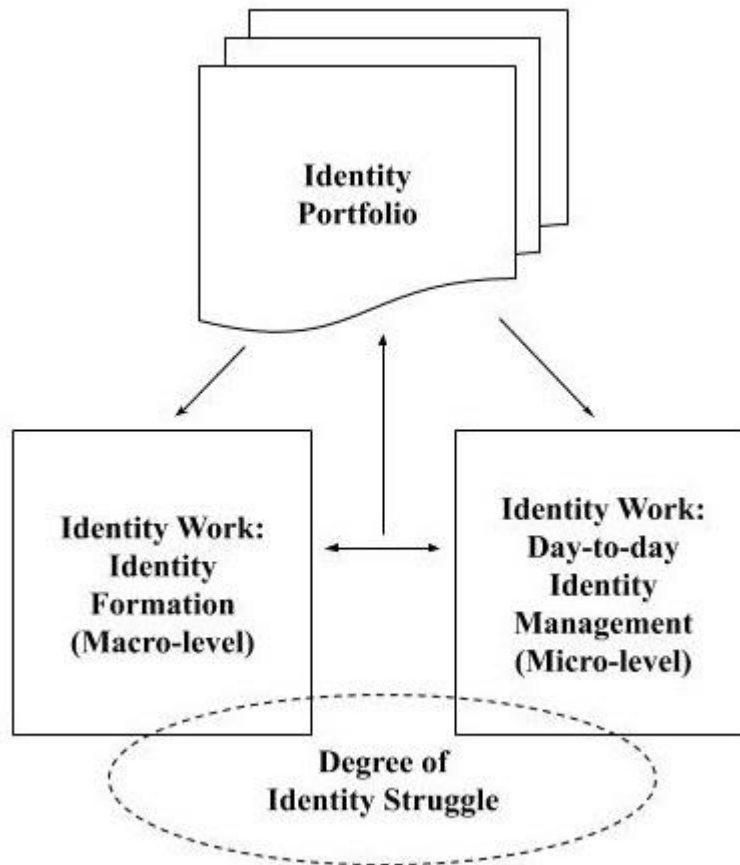 Identity
Portfolio
Identity Work:
Identity
Formation
(Macro-level)
Identity Work:
Day-to-day
Identity
Management
(Micro-level)
Degree of
Identity Struggle